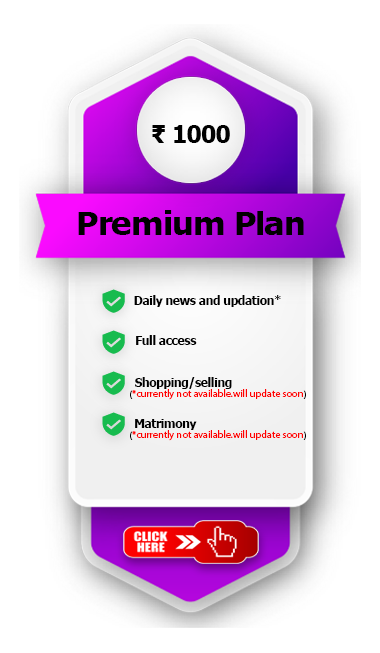 ₹ 1000
Premium Plan
Daily news and updation*
Full access
Shopping/selling
(*currently not available.will update soon)
Matrimony
(*currently not available.will update soon)
CLICK
HERE